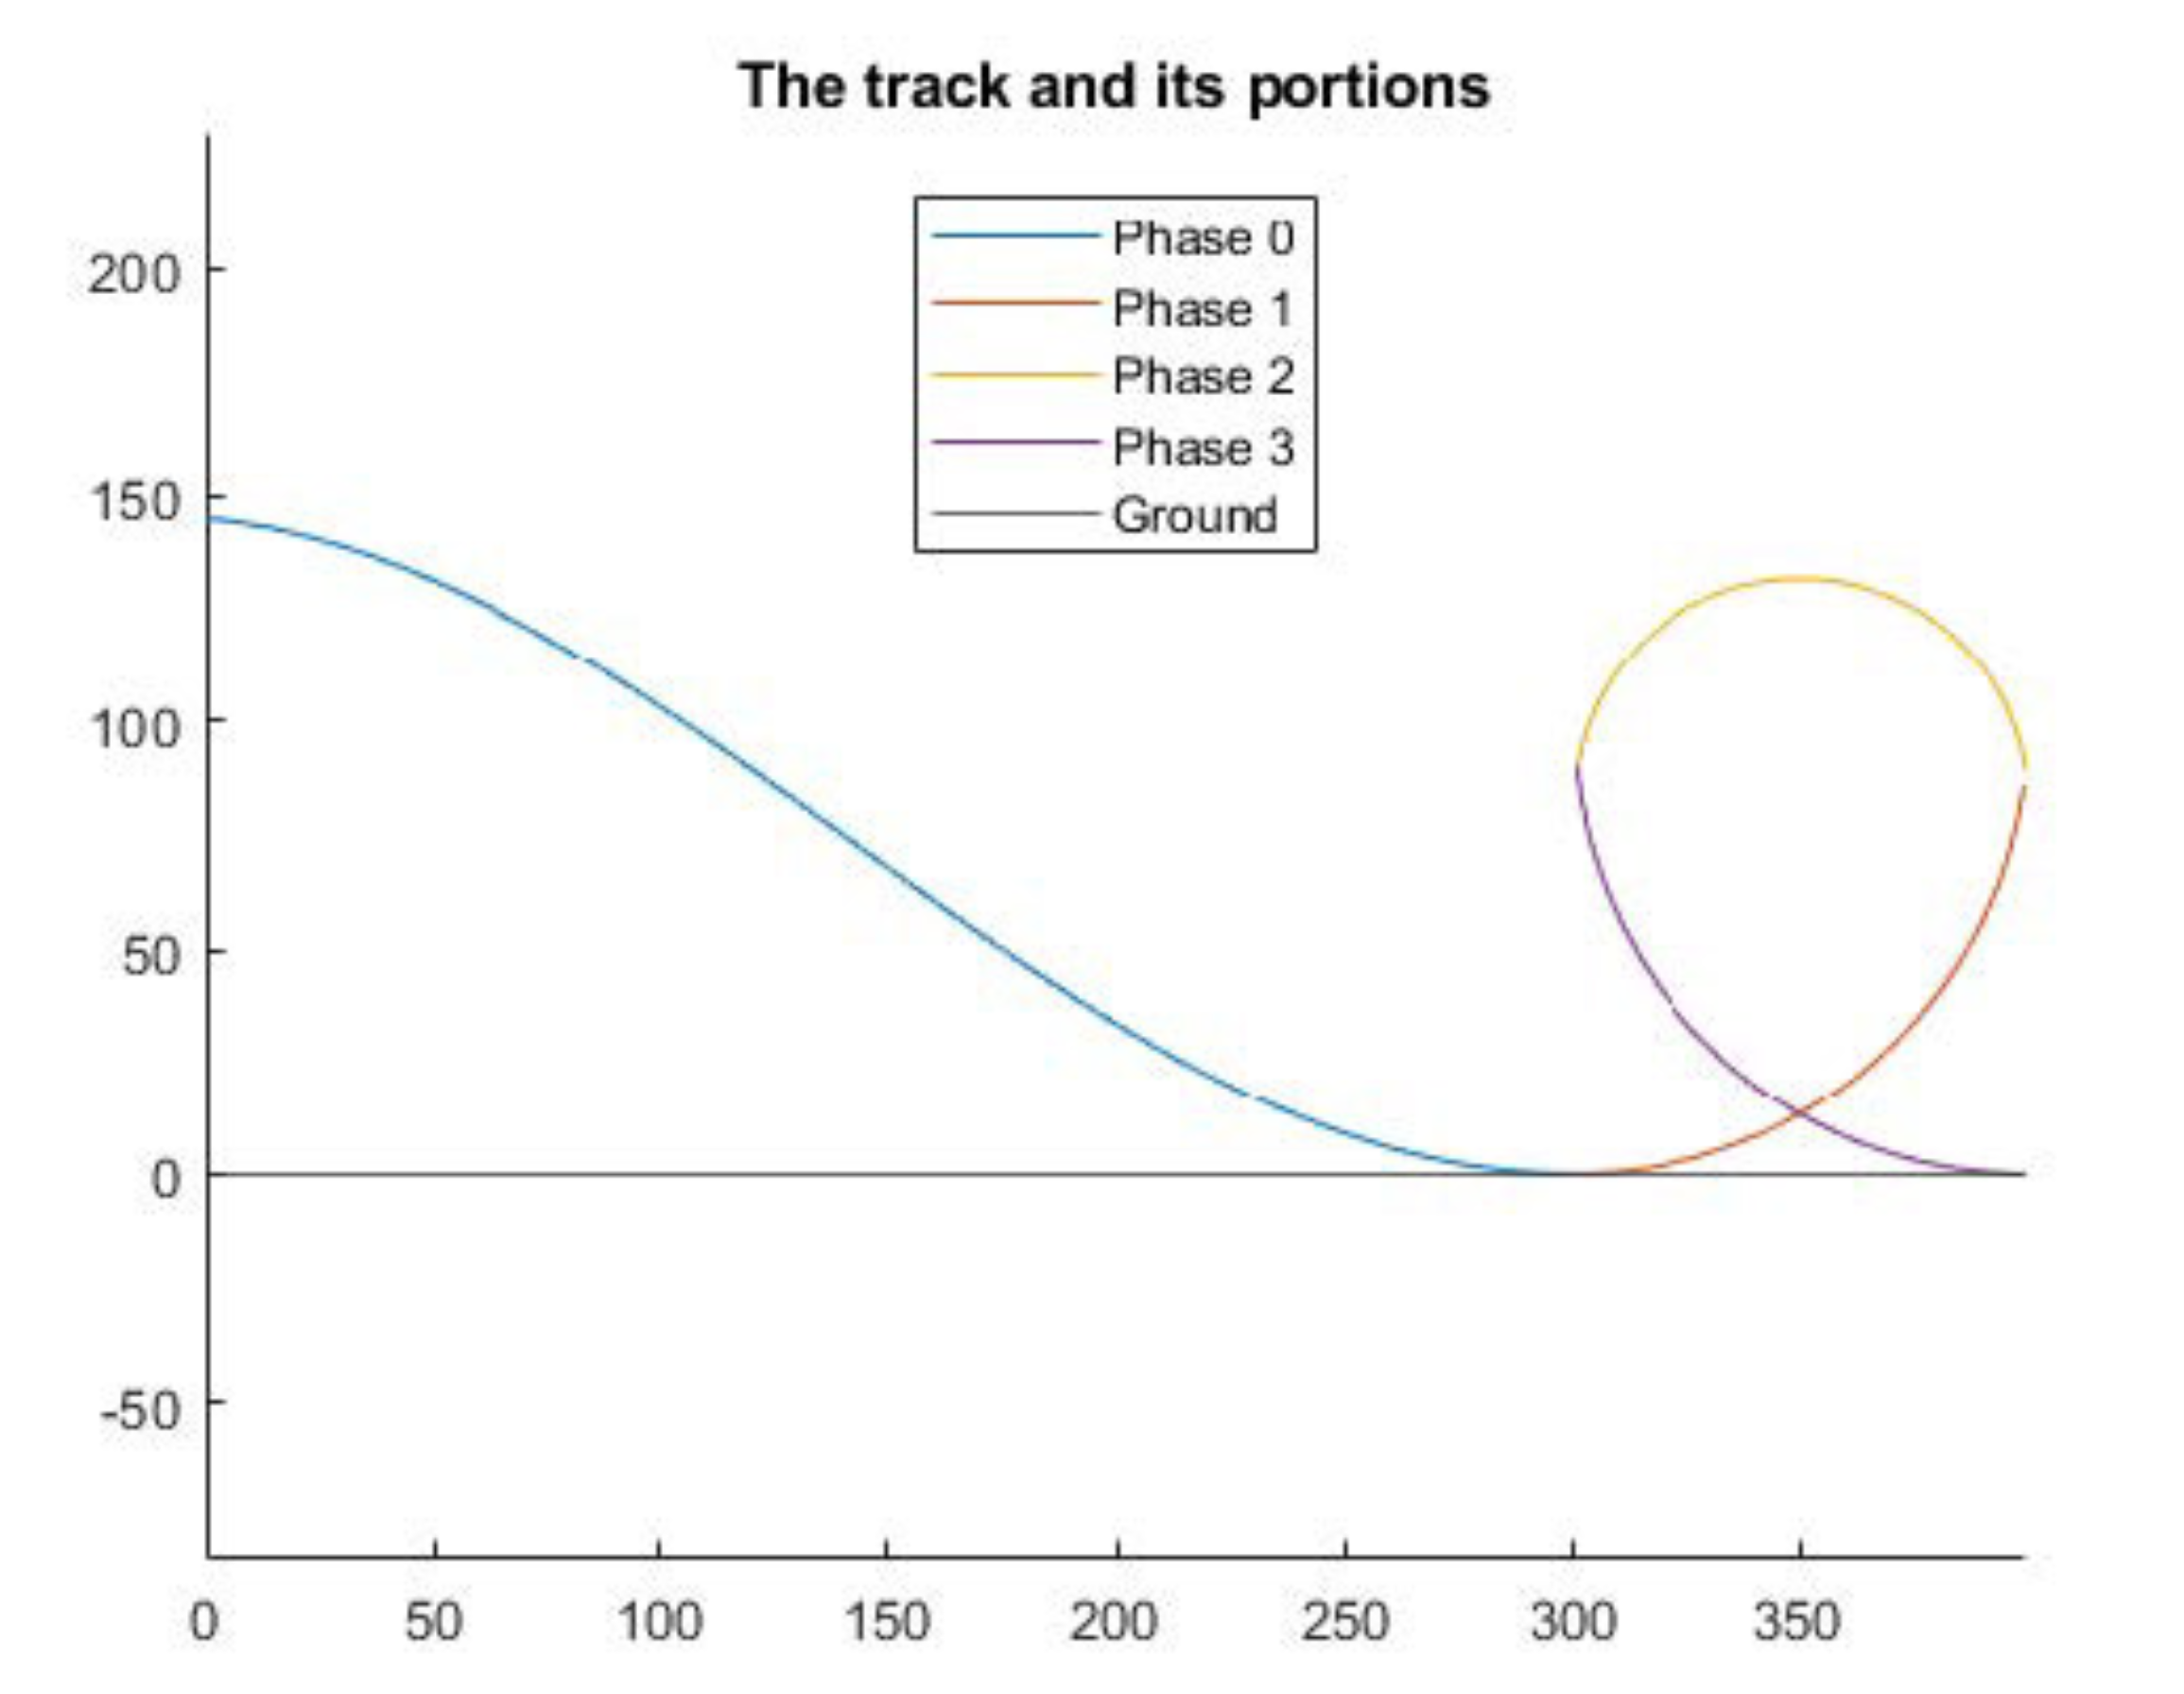 The track and its portions
Phase 0
Phase 1
Phase 2
Phase 3
Ground
200
150
100
50
0
-50
0 50 100 150 200 250 300 350